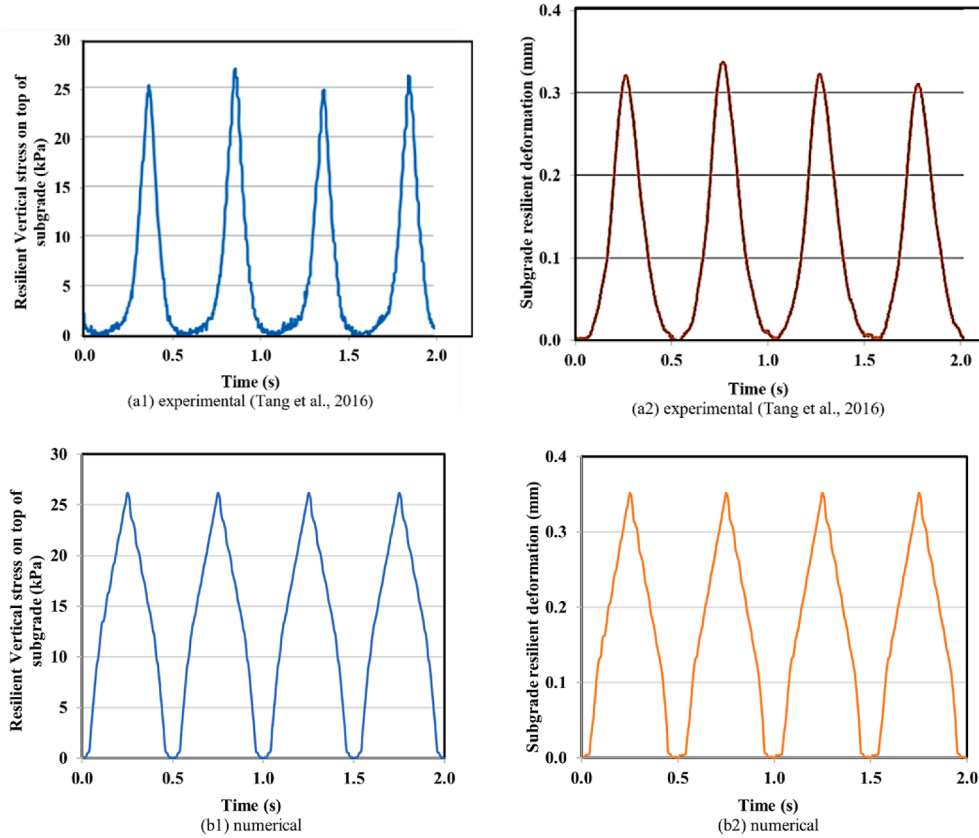 Resilient Vertical stress on top of
subgrade (kPa)
30
25
20
15
10
5
0
0.0 0.5 1.0 1.5 2.0
Time (s)
(a1) experimental (Tang et al., 2016)
Subgrade resilient deformation (mm)
0.4
0.3
0.2
0.1
0.0
0.0 0.5 1.0 1.5 2.0
Time (s)
(a2) experimental (Tang et al., 2016)
Resilient Vertical stress on top of
subgrade (kPa)
30
25
20
15
10
5
0
0.0 0.5 1.0 1.5 2.0
Time (s)
(b1) numerical
Subgrade resilient deformation (mm)
0.4
0.3
0.2
0.1
0.0
0.0 0.5 1.0 1.5 2.0
Time (s)
(b2) numerical